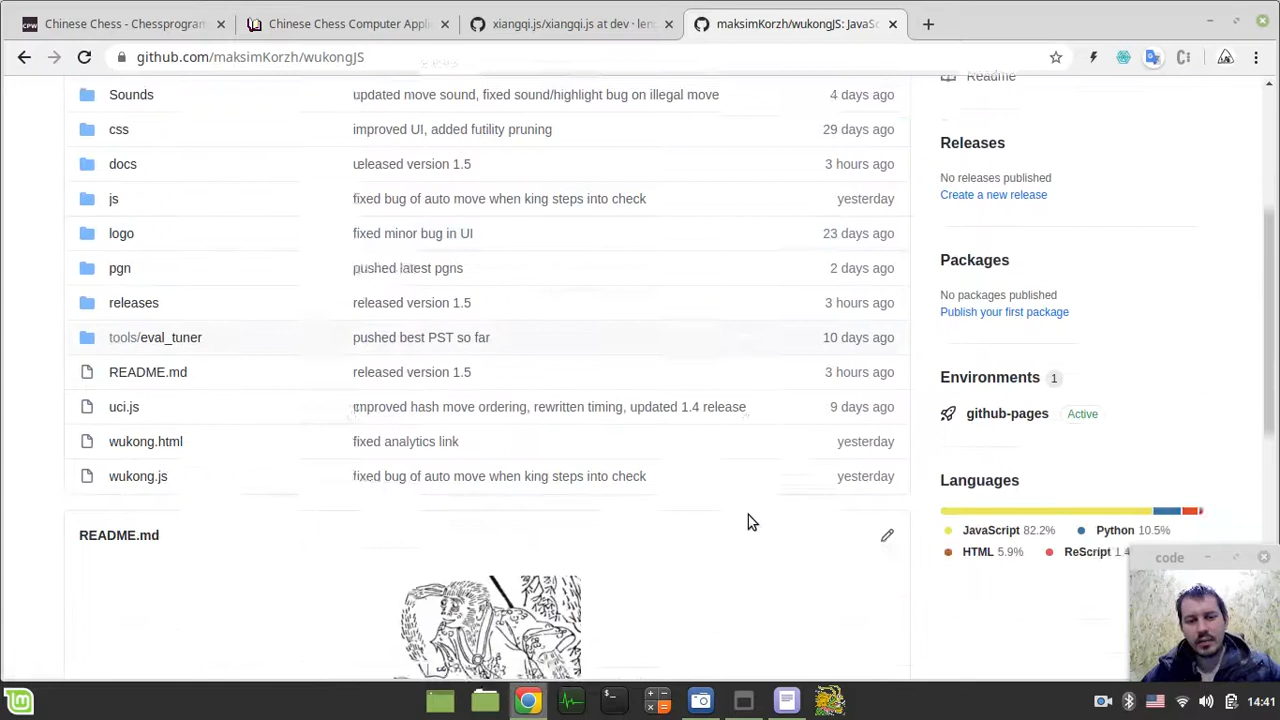 Chinese Chess - Chessprogram
Chinese Chess Computer Appli
xiangqi.js/xiangqi.js at dev · len
maksimKorzh/wukongJS: JavaSc
github.com/maksimKorzh/wukongJS
Readme
Sounds updated move sound, fixed sound/highlight bug on illegal move 4 days ago
css improved UI, added futility pruning 29 days ago
docs released version 1.5 3 hours ago
js fixed bug of auto move when king steps into check yesterday
logo fixed minor bug in UI 23 days ago
pgn pushed latest pgns 2 days ago
releases released version 1.5 3 hours ago
tools/eval_tuner pushed best PST so far 10 days ago
README.md released version 1.5 3 hours ago
uci.js improved hash move ordering, rewritten timing, updated 1.4 release 9 days ago
wukong.html fixed analytics link yesterday
wukong.js fixed bug of auto move when king steps into check yesterday
README.md
Releases
No releases published
Create a new release
Packages
No packages published
Publish your first package
Environments 1
github-pages Active
Languages
JavaScript 82.2% Python 10.5%
HTML 5.9% ReScript 1.4
code
14:41